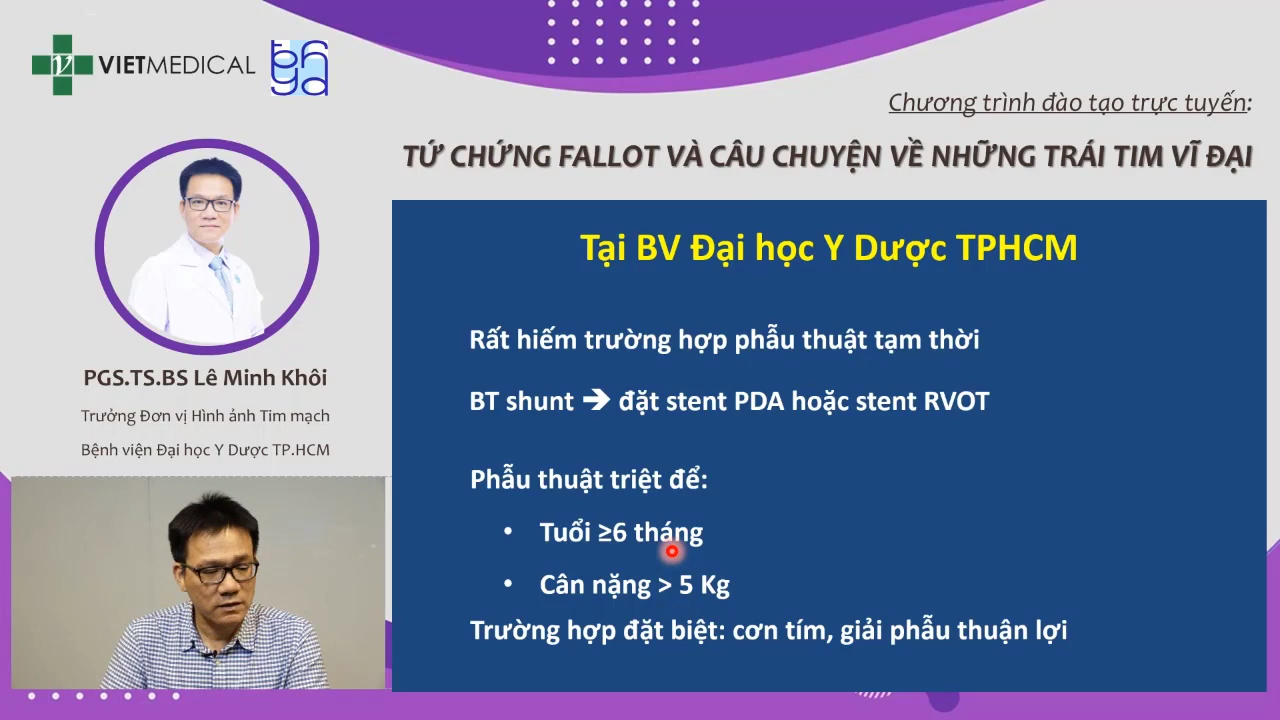 VIETMEDICAL
Chương trình đào tạo trực tuyến:
TỨ CHỨNG FALLOT VÀ CÂU CHUYỆN VỀ NHỮNG TRÁI TIM VĨ ĐẠI
PGS.TS.BS Lê Minh Khôi
Trưởng Đơn vị Hình ảnh Tim mạch
Bệnh viện Đại học Y Dược TP.HCM
Tại BV Đại học Y Dược TPHCM
Rất hiếm trường hợp phẫu thuật tạm thời
BT shunt ➔ đặt stent PDA hoặc stent RVOT
Phẫu thuật triệt để:
• Tuổi ≥6 tháng
• Cân nặng > 5 Kg
Trường hợp đặt biệt: cơn tím, giải phẫu thuận lợi